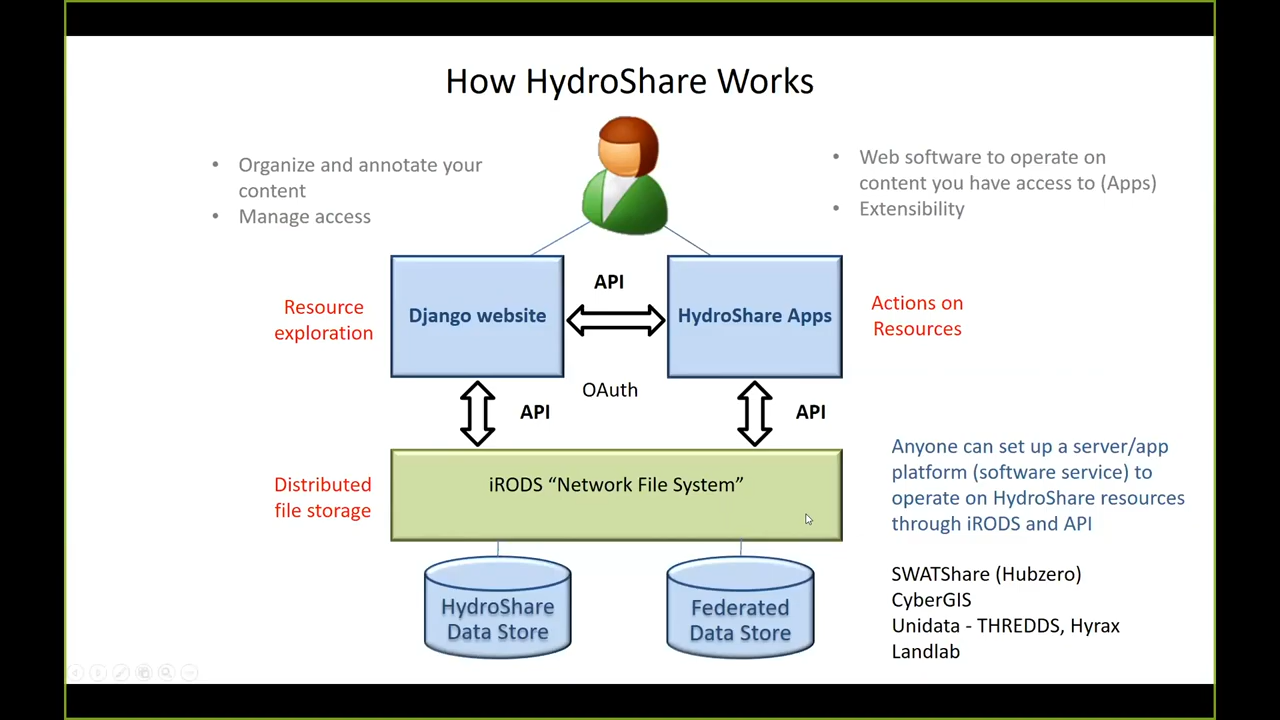 How HydroShare Works
• Organize and annotate your
content
• Manage access
• Web software to operate on
content you have access to (Apps)
• Extensibility
API
Resource
exploration
Django website
HydroShare Apps
Actions on
Resources
OAuth
API
API
Distributed
file storage
iRODS “Network File System”
Anyone can set up a server/app
platform (software service) to
operate on HydroShare resources
through iRODS and API
HydroShare
Data Store
Federated
Data Store
SWATShare (Hubzero)
CyberGIS
Unidata - THREDDS, Hyrax
Landlab